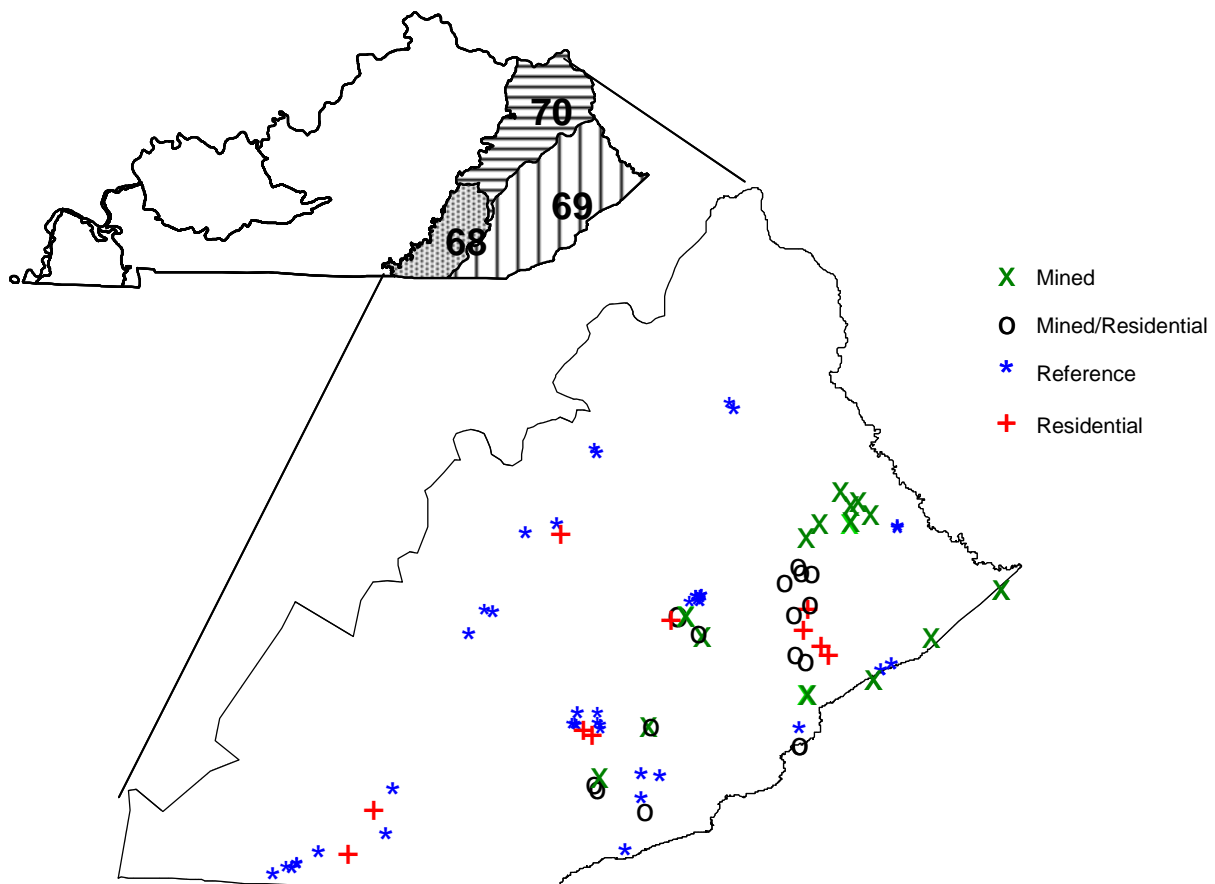 70
69
68
X Mined
o Mined/Residential
* Reference
+ Residential